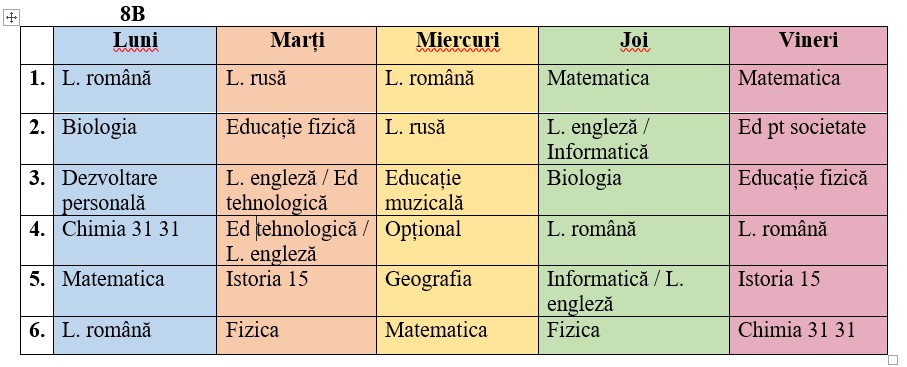 8B
Luni Marți Miercuri Joi Vineri
1. L. română L. rusă L. română Matematica Matematica
2. Biologia Educație fizică L. rusă L. engleză / Ed pt societate
Informatică
3. Dezvoltare L. engleză / Ed Educație Biologia Educație fizică
personală tehnologică muzicală
4. Chimia 31 31 Ed tehnologică / Opțional L. română L. română
L. engleză
5. Matematica Istoria 15 Geografia Informatică / L. Istoria 15
engleză
6. L. română Fizica Matematica Fizica Chimia 31 31